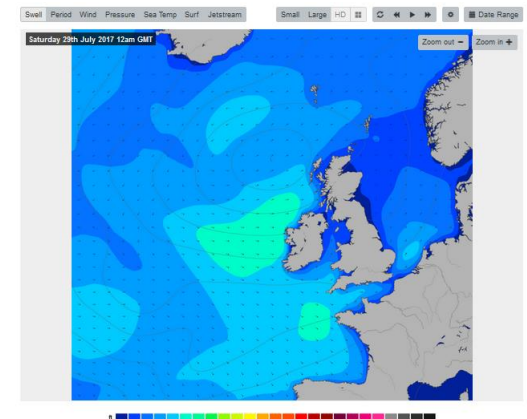 Swell Period Wind Pressure Sea Temp Surf Jetstream Small Large HD Date Range
Saturday 29th July 2017 12am GMT Zoom out Zoom in
ft